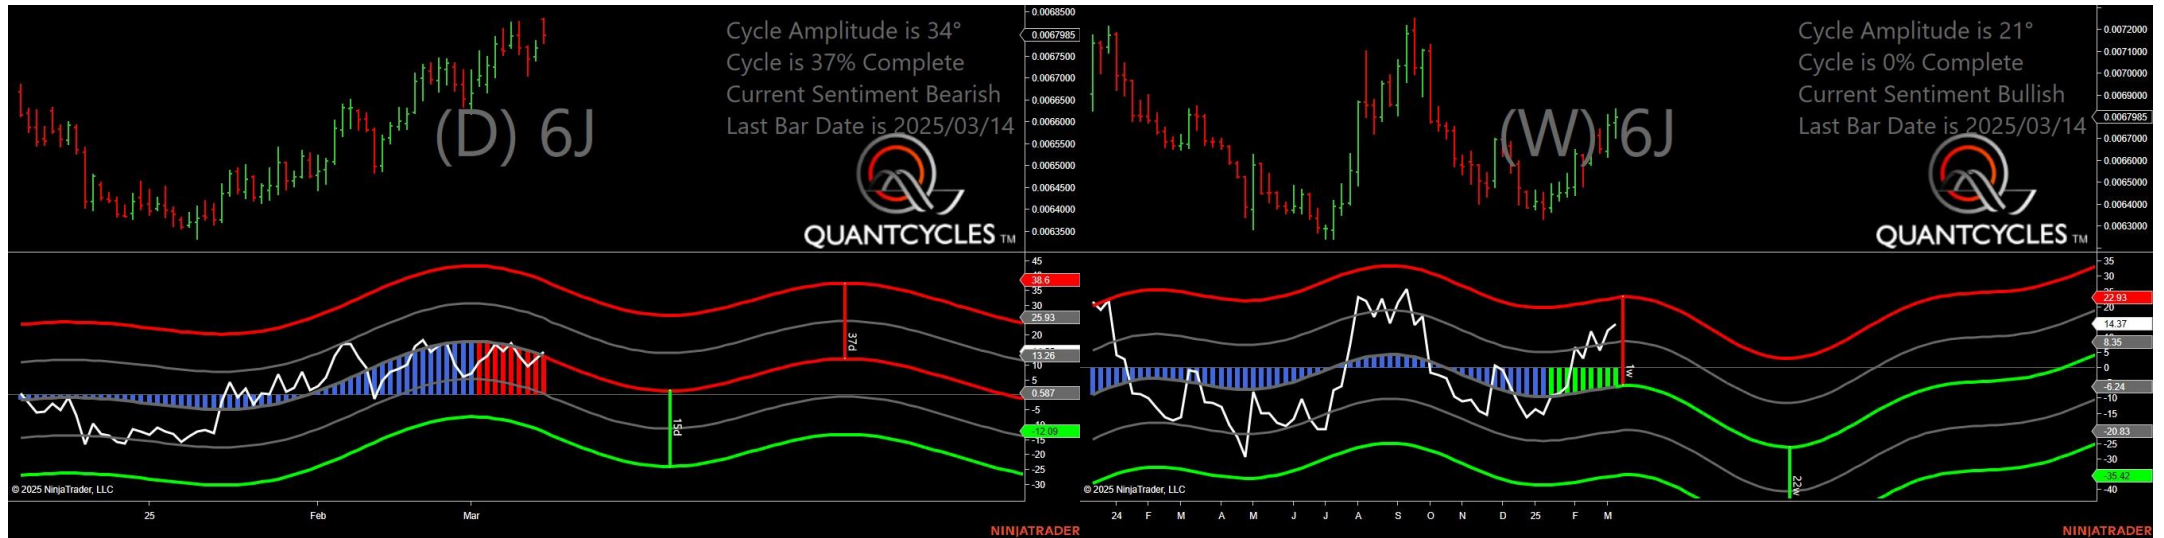 Cycle Amplitude is 34°
Cycle is 37% Complete
Current Sentiment Bearish
Last Bar Date is 2025/03/14
(D) 6J
QUANTCYCLES TM
0.0068500
0.0067985
0.0067500
0.0067000
0.0066500
0.0066000
0.0065500
0.0065000
0.0064500
0.0064000
0.0063500
45
38.6
35
30
25.93
20
13.26
10
5
0.587
-5
-12.09
-15
-20
-25
-30
37d
15d
© 2025 NinjaTrader, LLC
25
Feb
Mar
NINJATRADER
Cycle Amplitude is 21°
Cycle is 0% Complete
Current Sentiment Bullish
Last Bar Date is 2025/03/14
(W) 6J
QUANTCYCLES TM
0.0072000
0.0071000
0.0070000
0.0069000
0.0067985
0.0067000
0.0066000
0.0065000
0.0064000
0.0063000
35
30
22.93
20
14.37
8.35
5
0
-6.24
-10
-15
-20.83
-25
-30
-35.42
-40
1w
22w
© 2025 NinjaTrader, LLC
24
F
M
A
M
J
J
A
S
O
N
D
25
F
M
NINJATRADER